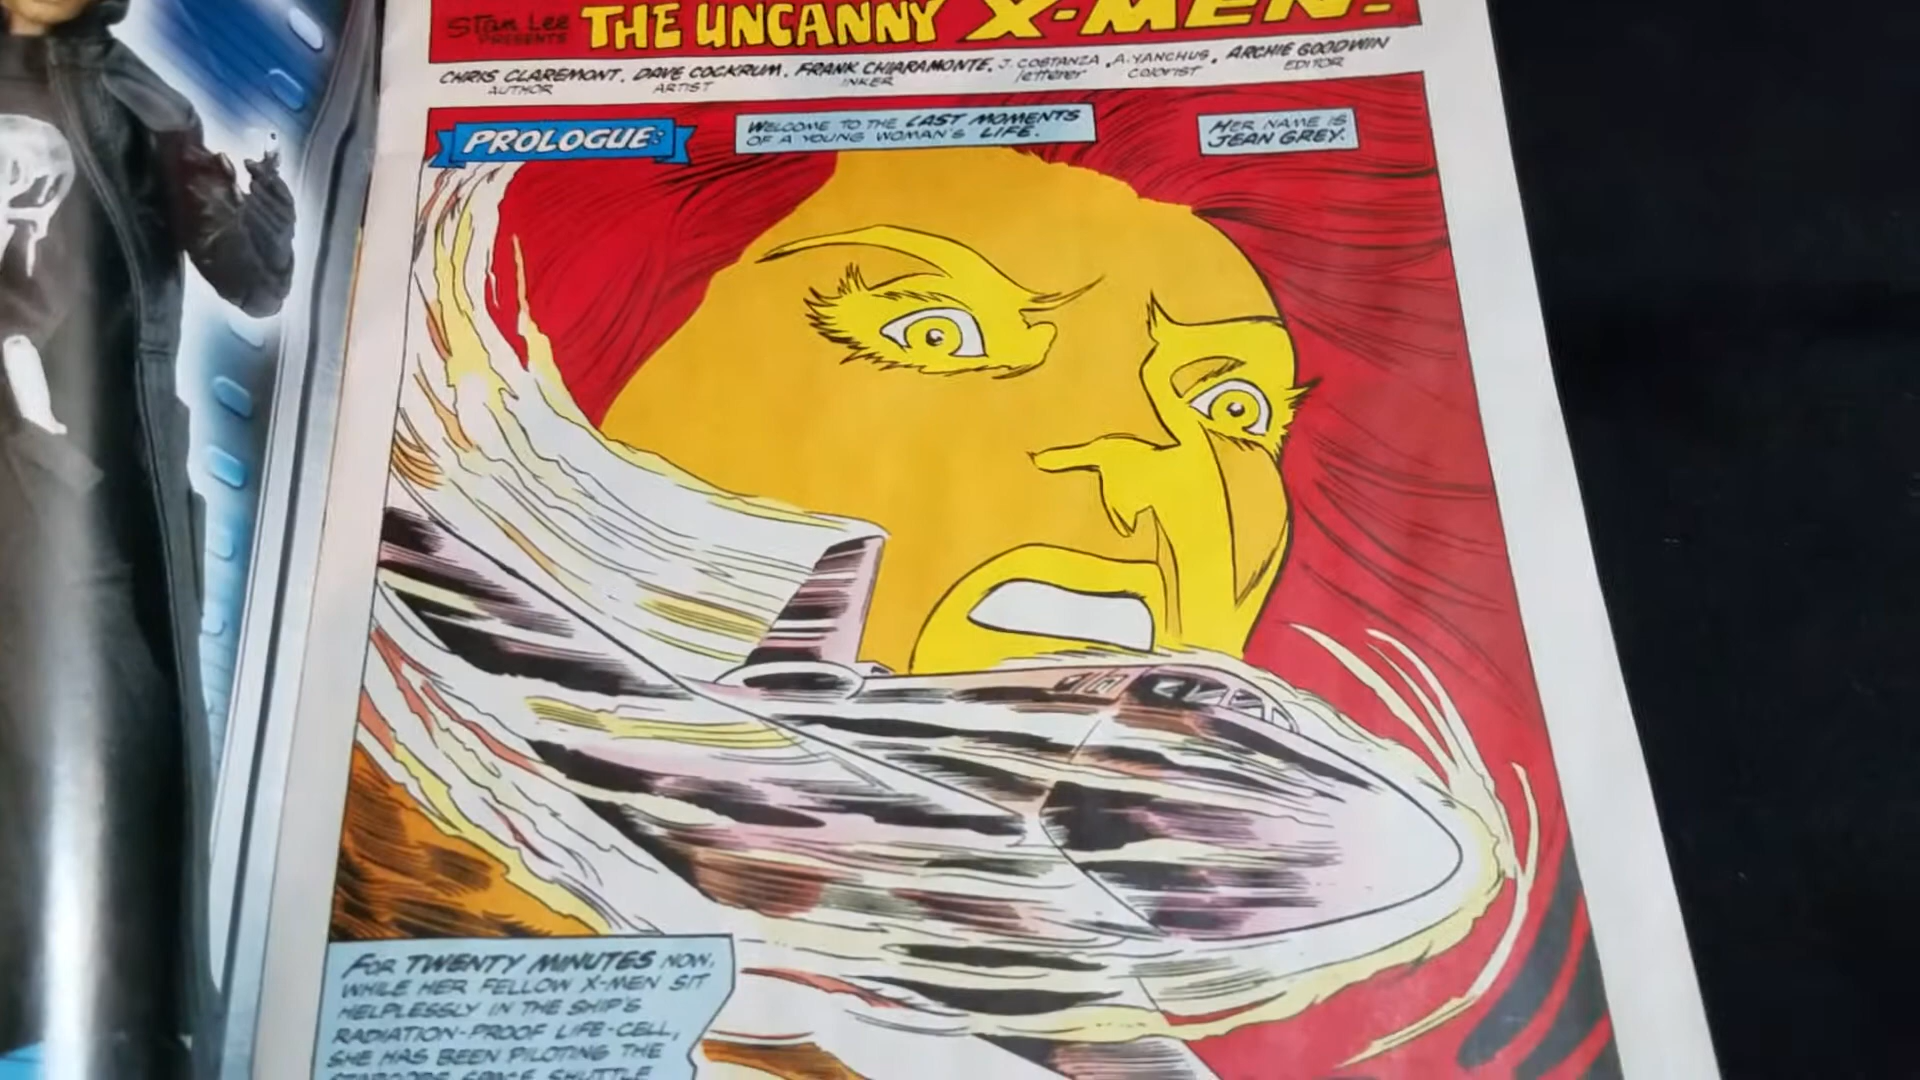 Stan Lee
PRESENTS
THE UNCANNY X-MEN!
CHRIS CLAREMONT, DAVE COCKRUM, FRANK CHIARAMONTE, J. COSTANZA, A. YANCHUS, ARCHIE GOODWIN
AUTHOR ARTIST INKER letterer COLORIST EDITOR
PROLOGUE:
WELCOME TO THE LAST MOMENTS
OF A YOUNG WOMAN'S LIFE.
HER NAME IS
JEAN GREY.
FOR TWENTY MINUTES NOW,
WHILE HER FELLOW X-MEN SIT
HELPLESSLY IN THE SHIP'S
RADIATION-PROOF LIFE-CELL,
SHE HAS BEEN PILOTING THE
STARCORE SPACE SHUTTLE